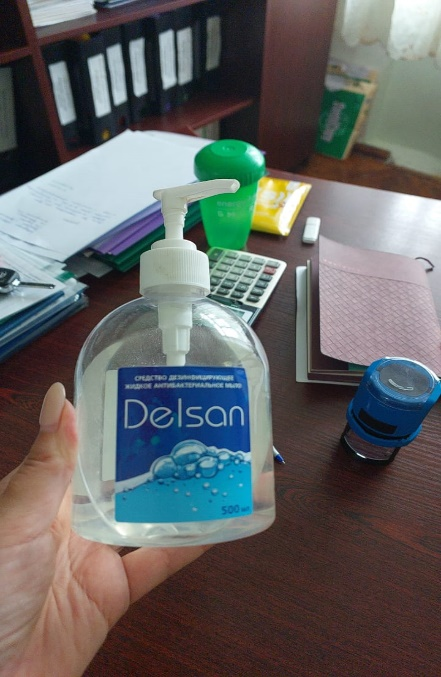 СРЕДСТВО ДЕЗИНФИЦИРУЮЩЕЕ
ЖИДКОЕ АНТИБАКТЕРИАЛЬНОЕ МЫЛО
Delsan
500 мл